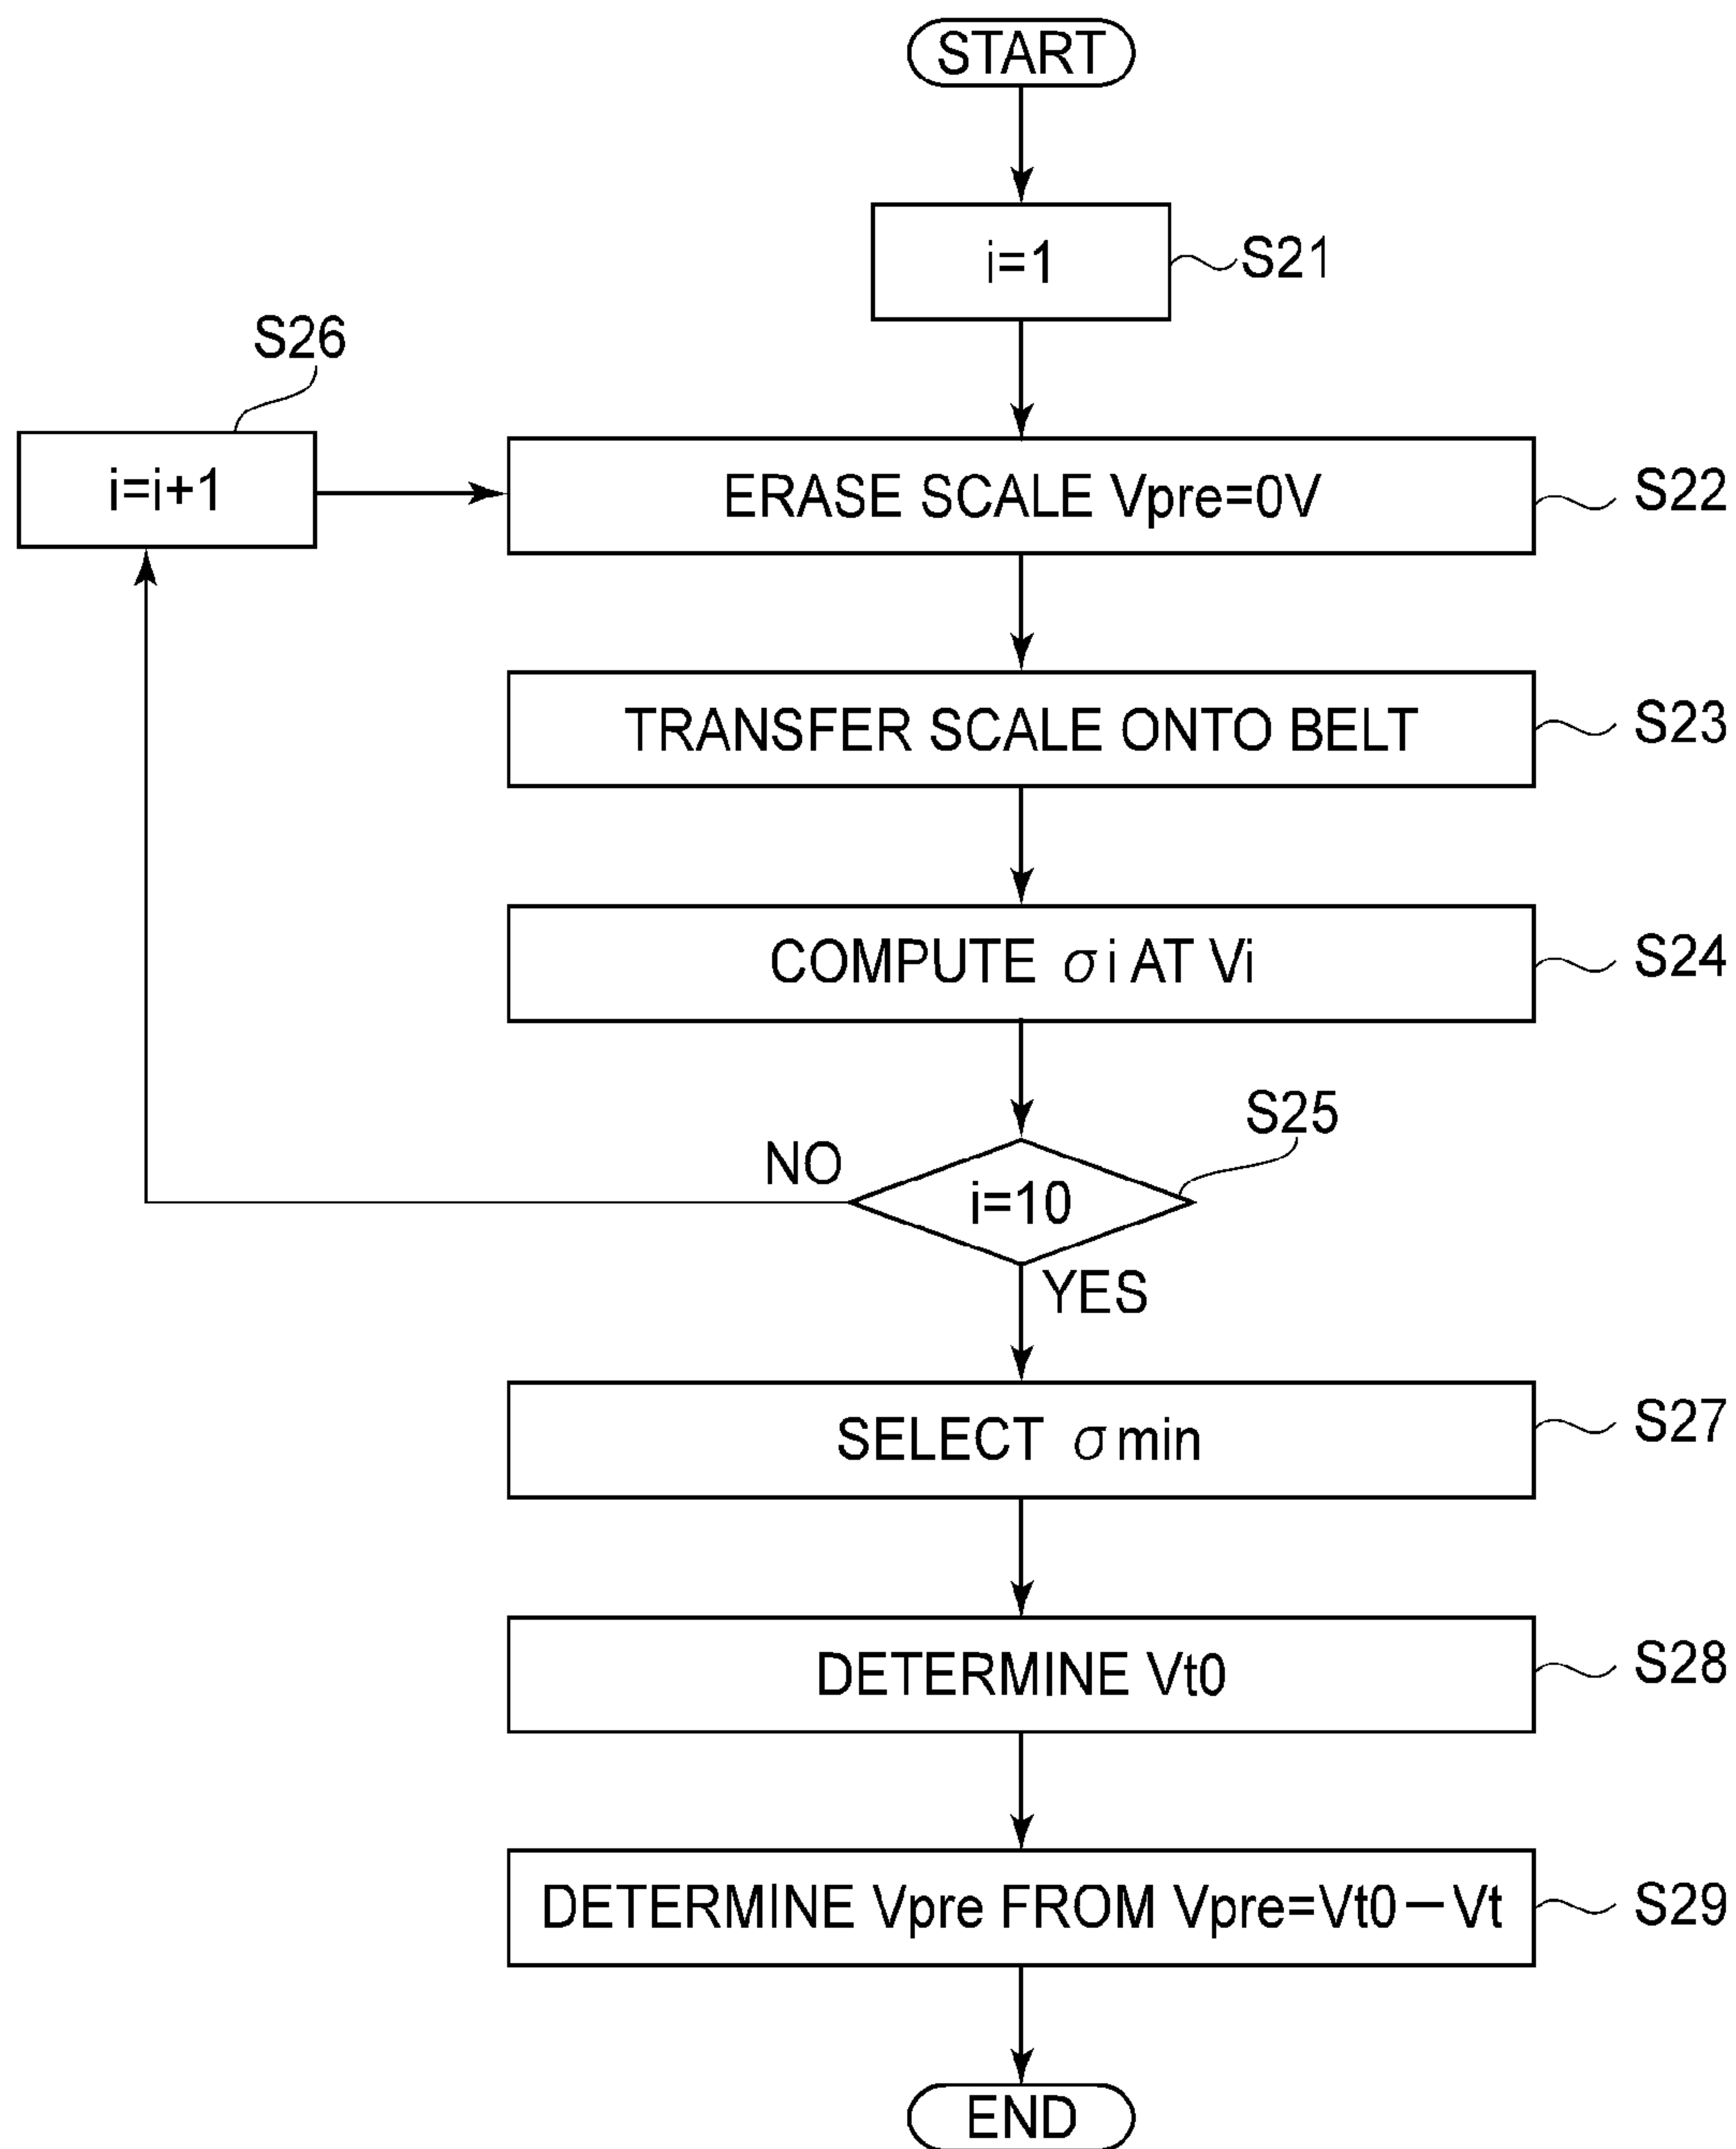 START
i=1
S21
S26
i=i+1
ERASE SCALE Vpre=0V
S22
TRANSFER SCALE ONTO BELT
S23
COMPUTE σi AT Vi
S24
S25
NO
i=10
YES
SELECT σmin
S27
DETERMINE Vt0
S28
DETERMINE Vpre FROM Vpre=Vt0−Vt
S29
END